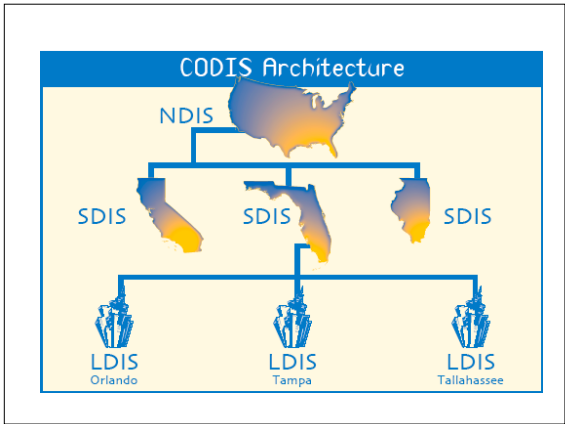 CODIS Architecture
NDIS
SDIS
SDIS
SDIS
LDIS
Orlando
LDIS
Tampa
LDIS
Tallahassee